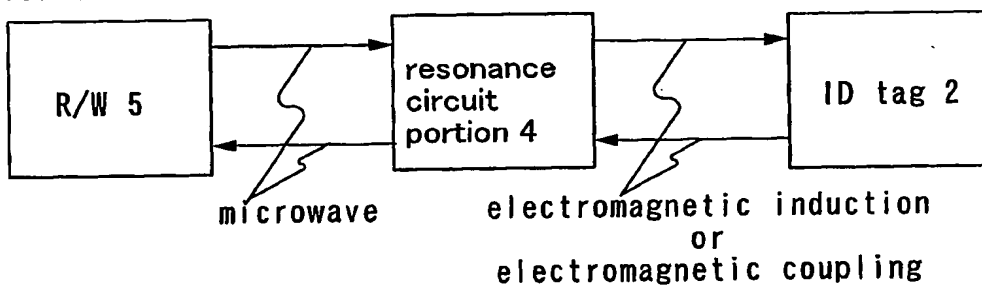 R/W 5
resonance
circuit
portion 4
ID tag 2
microwave
electromagnetic induction
or
electromagnetic coupling